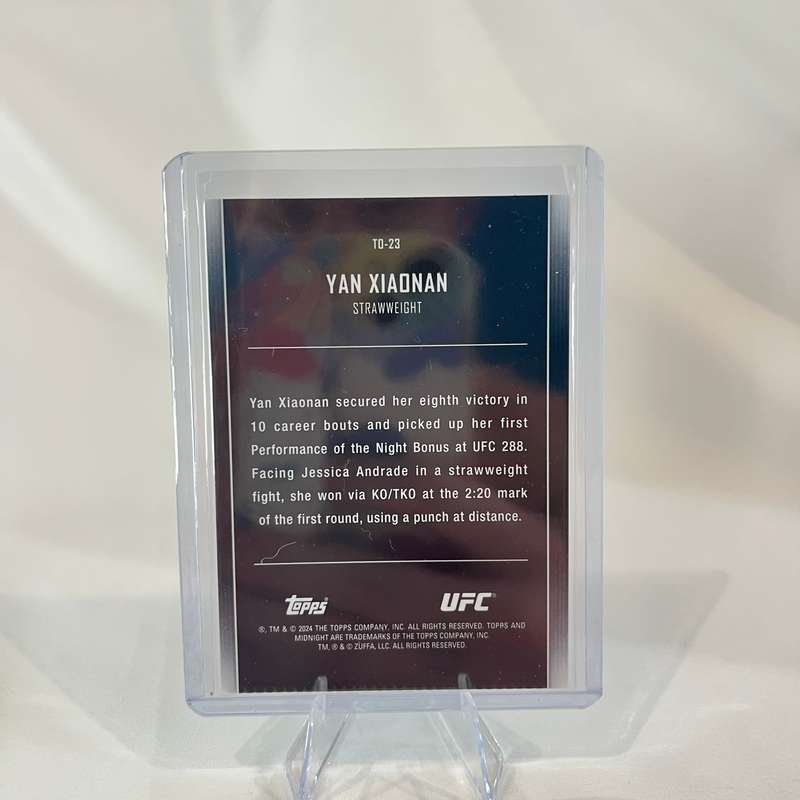 TO-23
YAN XIAONAN
STRAWWEIGHT
Yan Xiaonan secured her eighth victory in
10 career bouts and picked up her first
Performance of the Night Bonus at UFC 288.
Facing Jessica Andrade in a strawweight
fight, she won via KO/TKO at the 2:20 mark
of the first round, using a punch at distance.
topps® UFC®
®, TM & © 2024 THE TOPPS COMPANY, INC. ALL RIGHTS RESERVED. TOPPS AND
MIDNIGHT ARE TRADEMARKS OF THE TOPPS COMPANY, INC.
TM, ® & © ZUFFA, LLC. ALL RIGHTS RESERVED.